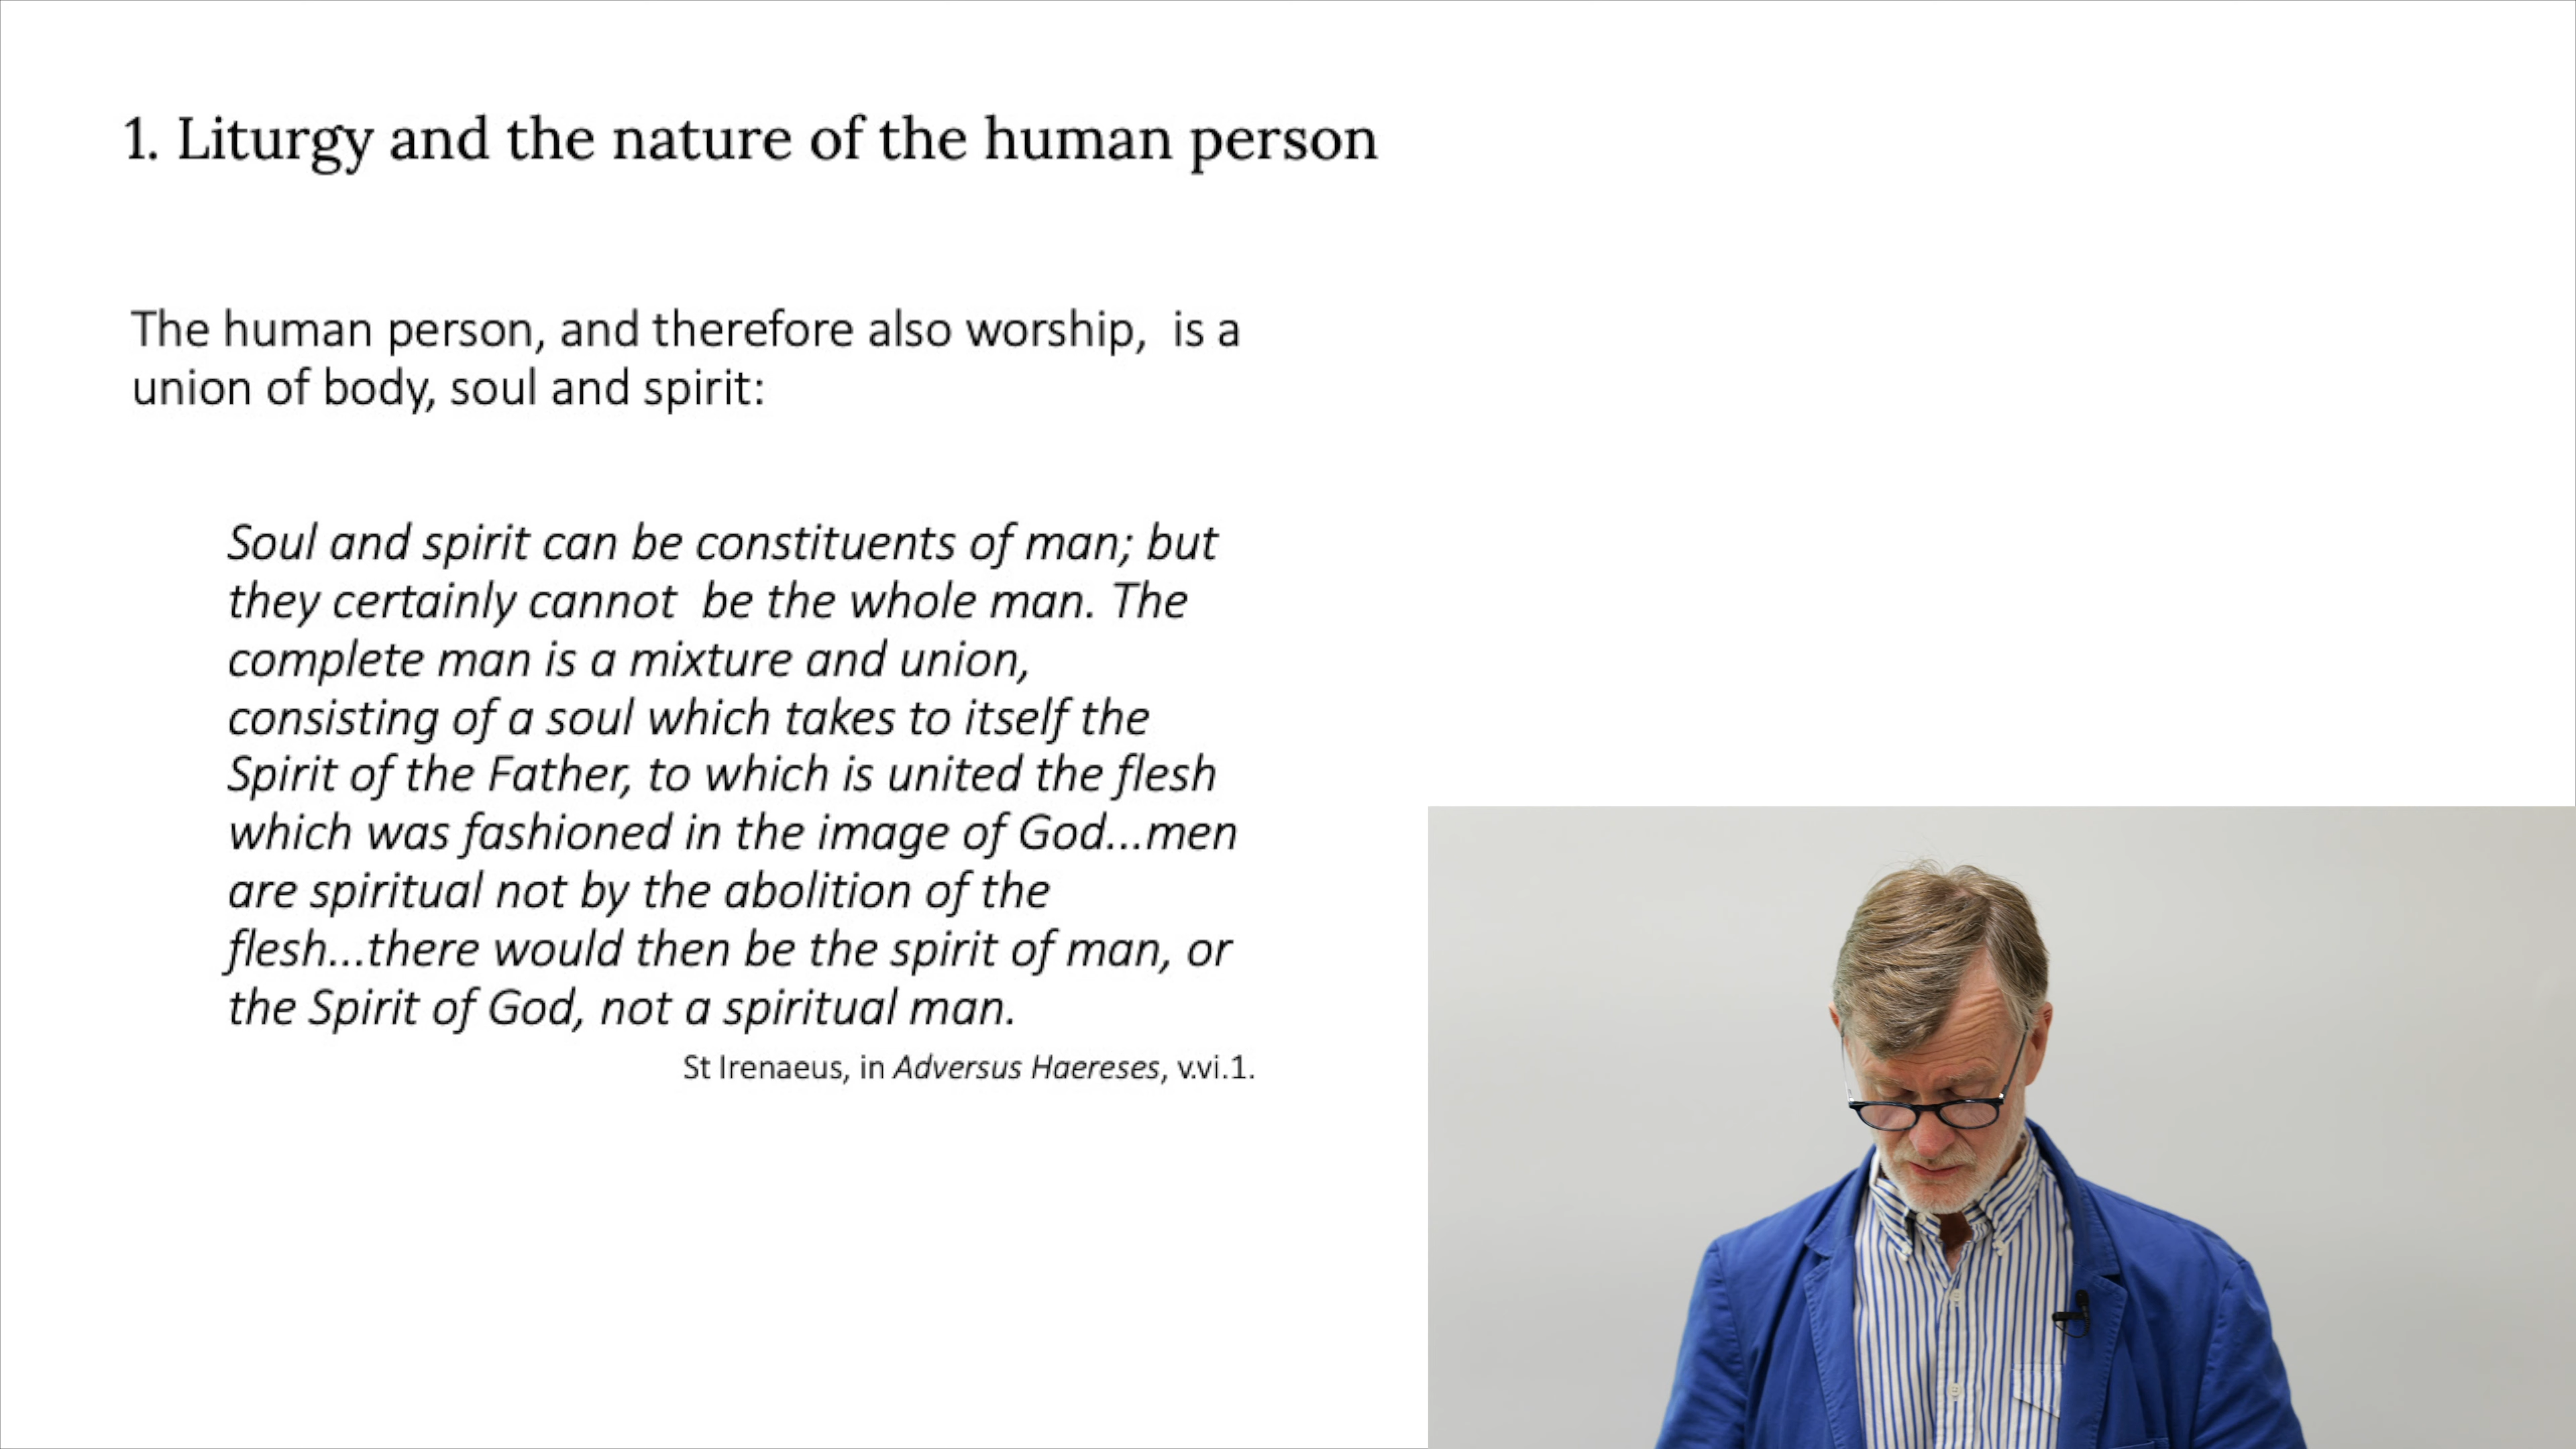 1. Liturgy and the nature of the human person
The human person, and therefore also worship,  is a
union of body, soul and spirit:
Soul and spirit can be constituents of man; but
they certainly cannot  be the whole man. The
complete man is a mixture and union,
consisting of a soul which takes to itself the
Spirit of the Father, to which is united the flesh
which was fashioned in the image of God...men
are spiritual not by the abolition of the
flesh...there would then be the spirit of man, or
the Spirit of God, not a spiritual man.
St Irenaeus, in Adversus Haereses, v.vi.1.